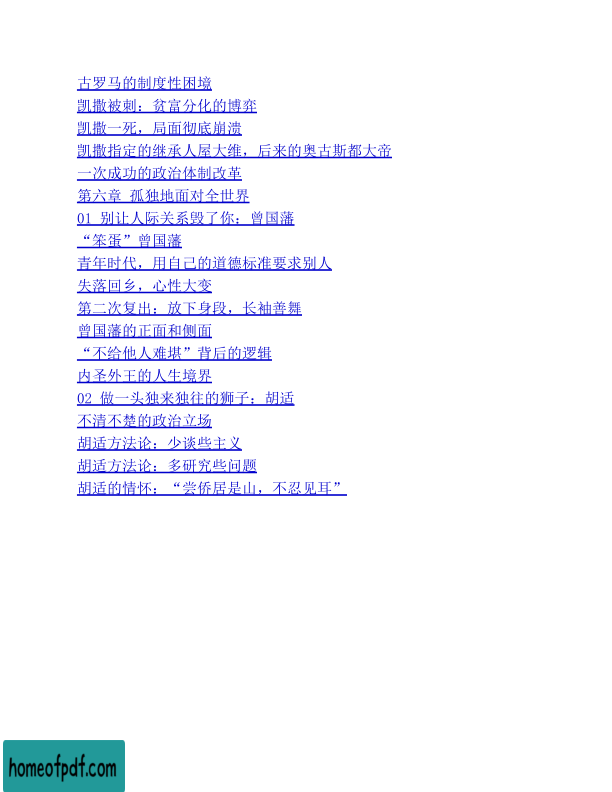 古罗马的制度性困境
凯撒被刺：贫富分化的博弈
凯撒一死，局面彻底崩溃
凯撒指定的继承人屋大维，后来的奥古斯都大帝
一次成功的政治体制改革
第六章 孤独地面对全世界
01 别让人际关系毁了你：曾国藩
“笨蛋”曾国藩
青年时代，用自己的道德标准要求别人
失落回乡，心性大变
第二次复出：放下身段，长袖善舞
曾国藩的正面和侧面
“不给他人难堪”背后的逻辑
内圣外王的人生境界
02 做一头独来独往的狮子：胡适
不清不楚的政治立场
胡适方法论：少谈些主义
胡适方法论：多研究些问题
胡适的情怀：“尝侨居是山，不忍见耳”
homeofpdf.com